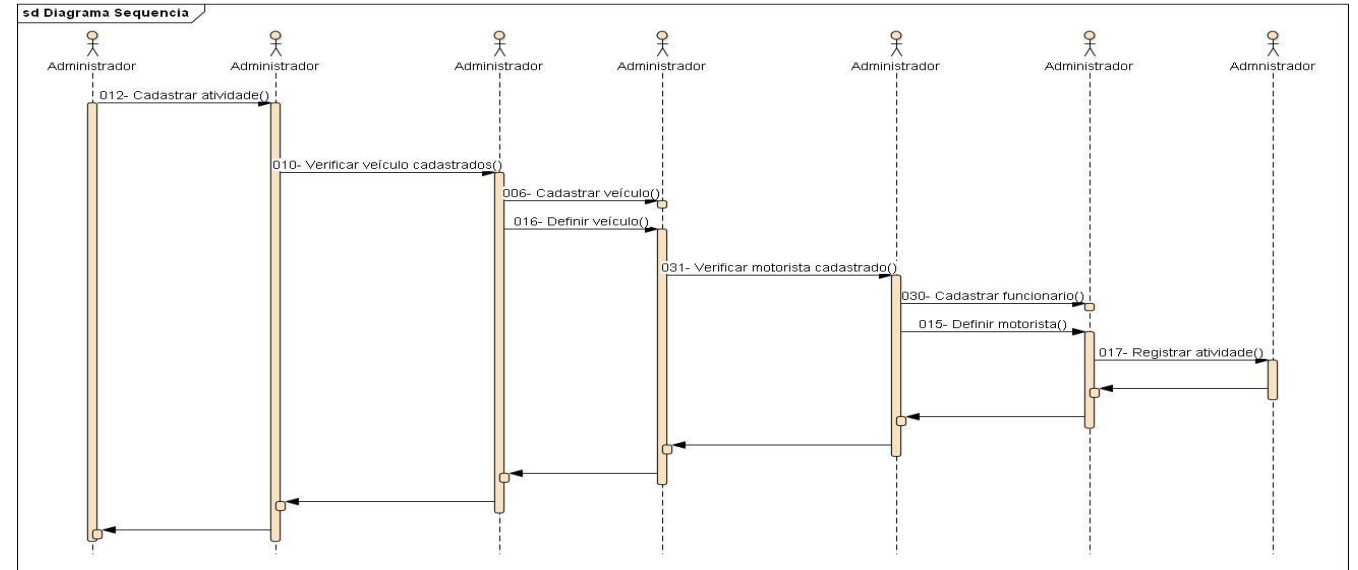 sd Diagrama Sequencia
Administrador Administrador Administrador Administrador Administrador Administrador Admnistrador
012- Cadastrar atividade()
010- Verificar veículo cadastrados()
006- Cadastrar veículo()
016- Definir veículo()
031- Verificar motorista cadastrado()
030- Cadastrar funcionario()
015- Definir motorista()
017- Registrar atividade()